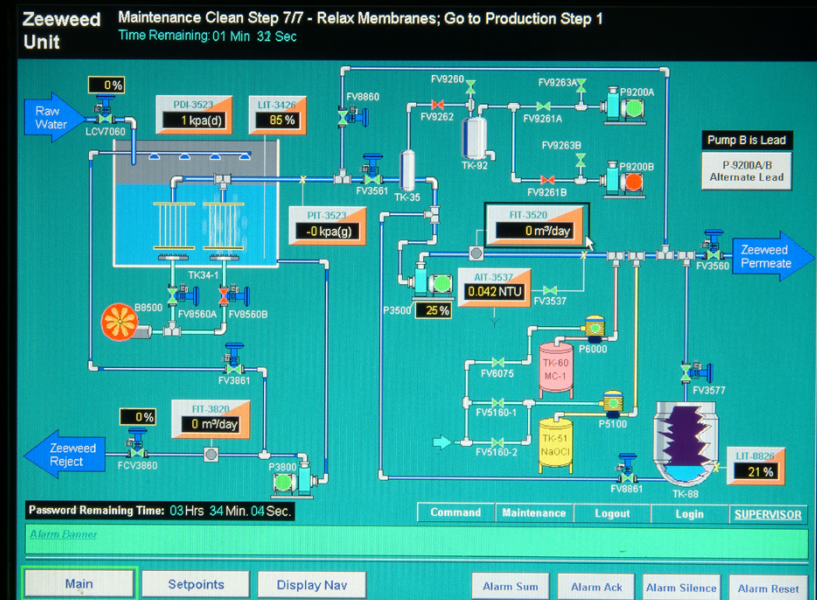 Zeeweed
Unit
Maintenance Clean Step 7/7 - Relax Membranes; Go to Production Step 1
Time Remaining: 01 Min 32 Sec
Raw
Water
0 %
LCV7060
PDI-3523
1 kpa(d)
LIT-3426
85 %
FV8860
FV9260
FV9262
TK-92
FV9263A
FV9261A
P9200A
FV9263B
FV9261B
P9200B
Pump B is Lead
P-9200A/B
Alternate Lead
FV3561
TK-35
PIT-3523
-0 kpa(g)
FIT-3520
0 m³/day
FV3560
Zeeweed
Permeate
TK34-1
B8500
FV8560A
FV8560B
P3500
25 %
AIT-3537
0.042 NTU
FV3537
P6000
TK-60
MC-1
FV6075
FV5160-1
P5100
TK-51
NaOCl
FV5160-2
FV3577
FV3861
FIT-3820
0 m³/day
0 %
Zeeweed
Reject
FCV3860
P3800
FV8861
TK-88
LIT-8826
21 %
Password Remaining Time: 03 Hrs 34 Min. 04 Sec.
Command
Maintenance
Logout
Login
SUPERVISOR
Alarm Banner
Main
Setpoints
Display Nav
Alarm Sum
Alarm Ack
Alarm Silence
Alarm Reset